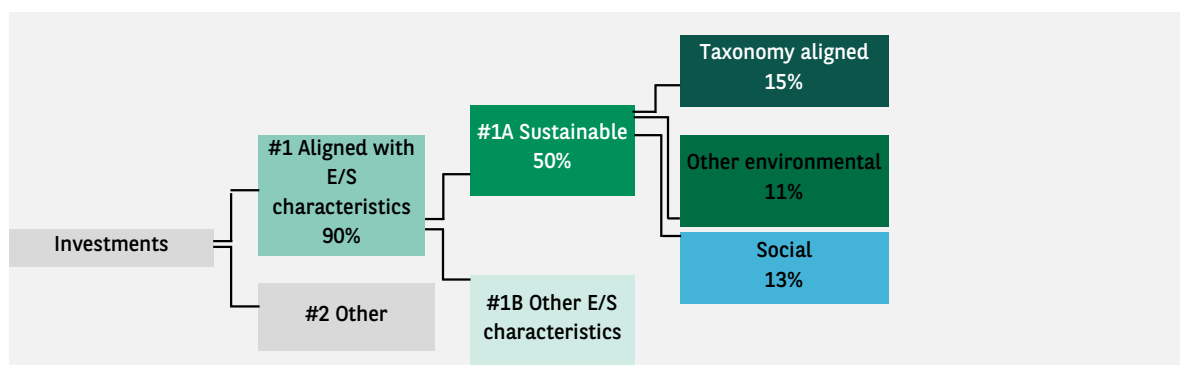 Taxonomy aligned
15%
#1A Sustainable
50%
#1 Aligned with
E/S
characteristics
90%
Other environmental
11%
Investments
Social
13%
#2 Other
#1B Other E/S
characteristics